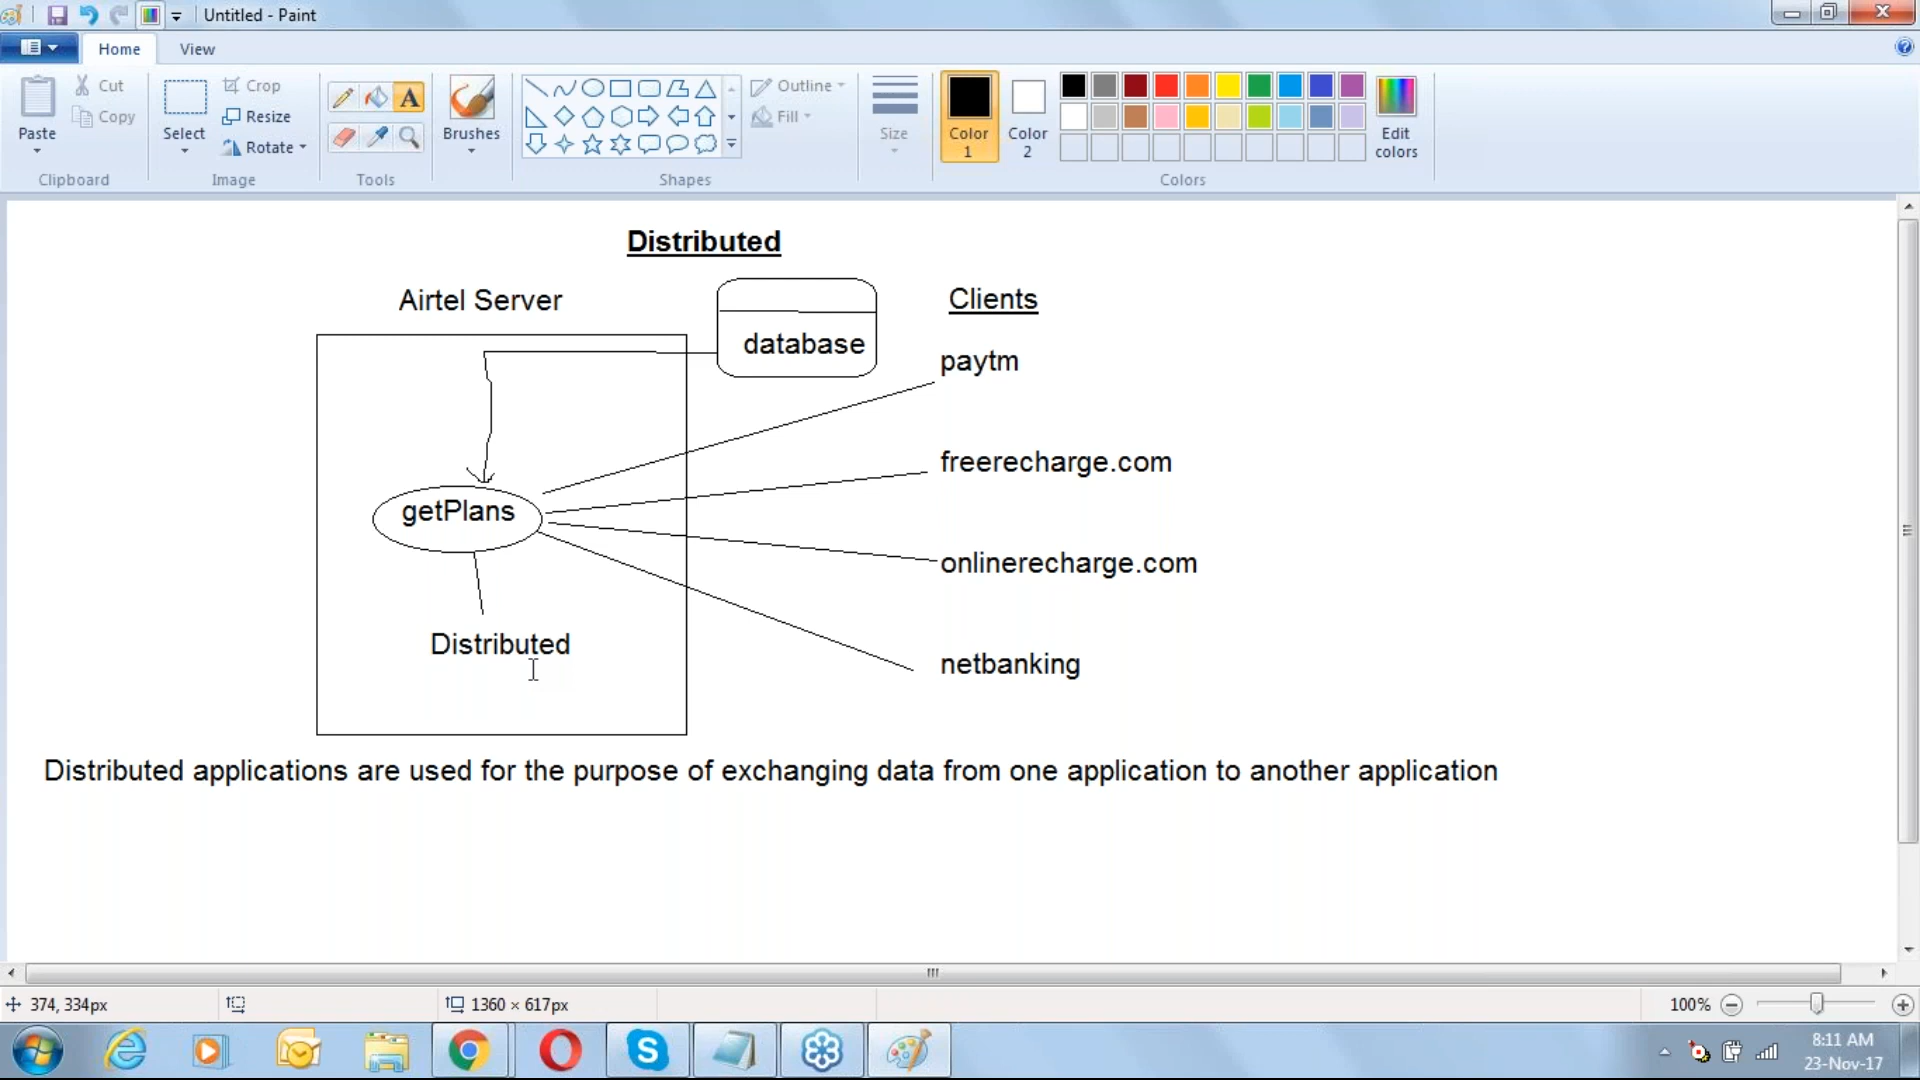 Untitled - Paint
Home View
Paste
Cut
Copy
Clipboard
Select
Crop
Resize
Rotate
Image
A
Tools
Brushes
Outline
Fill
Shapes
Size
Color 1
Color 2
Edit colors
Colors
Distributed
Airtel Server
Clients
database
paytm
freerecharge.com
getPlans
onlinerecharge.com
Distributed
netbanking
Distributed applications are used for the purpose of exchanging data from one application to another application
374, 334px
1360 × 617px
100%
8:11 AM
23-Nov-17